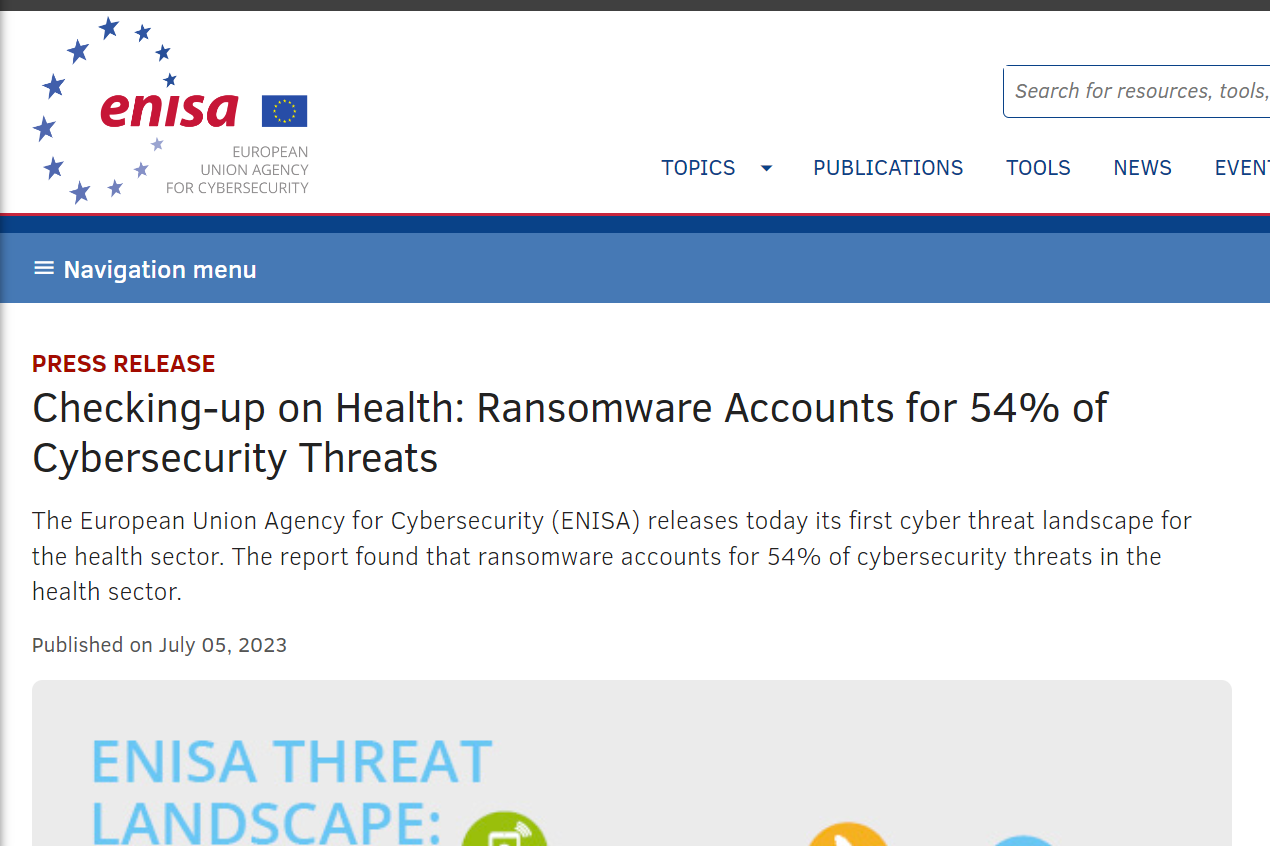 enisa
EUROPEAN
UNION AGENCY
FOR CYBERSECURITY
Search for resources, tools,
TOPICS PUBLICATIONS TOOLS NEWS EVENT
Navigation menu
PRESS RELEASE
Checking-up on Health: Ransomware Accounts for 54% of
Cybersecurity Threats
The European Union Agency for Cybersecurity (ENISA) releases today its first cyber threat landscape for
the health sector. The report found that ransomware accounts for 54% of cybersecurity threats in the
health sector.
Published on July 05, 2023
ENISA THREAT
LANDSCAPE: